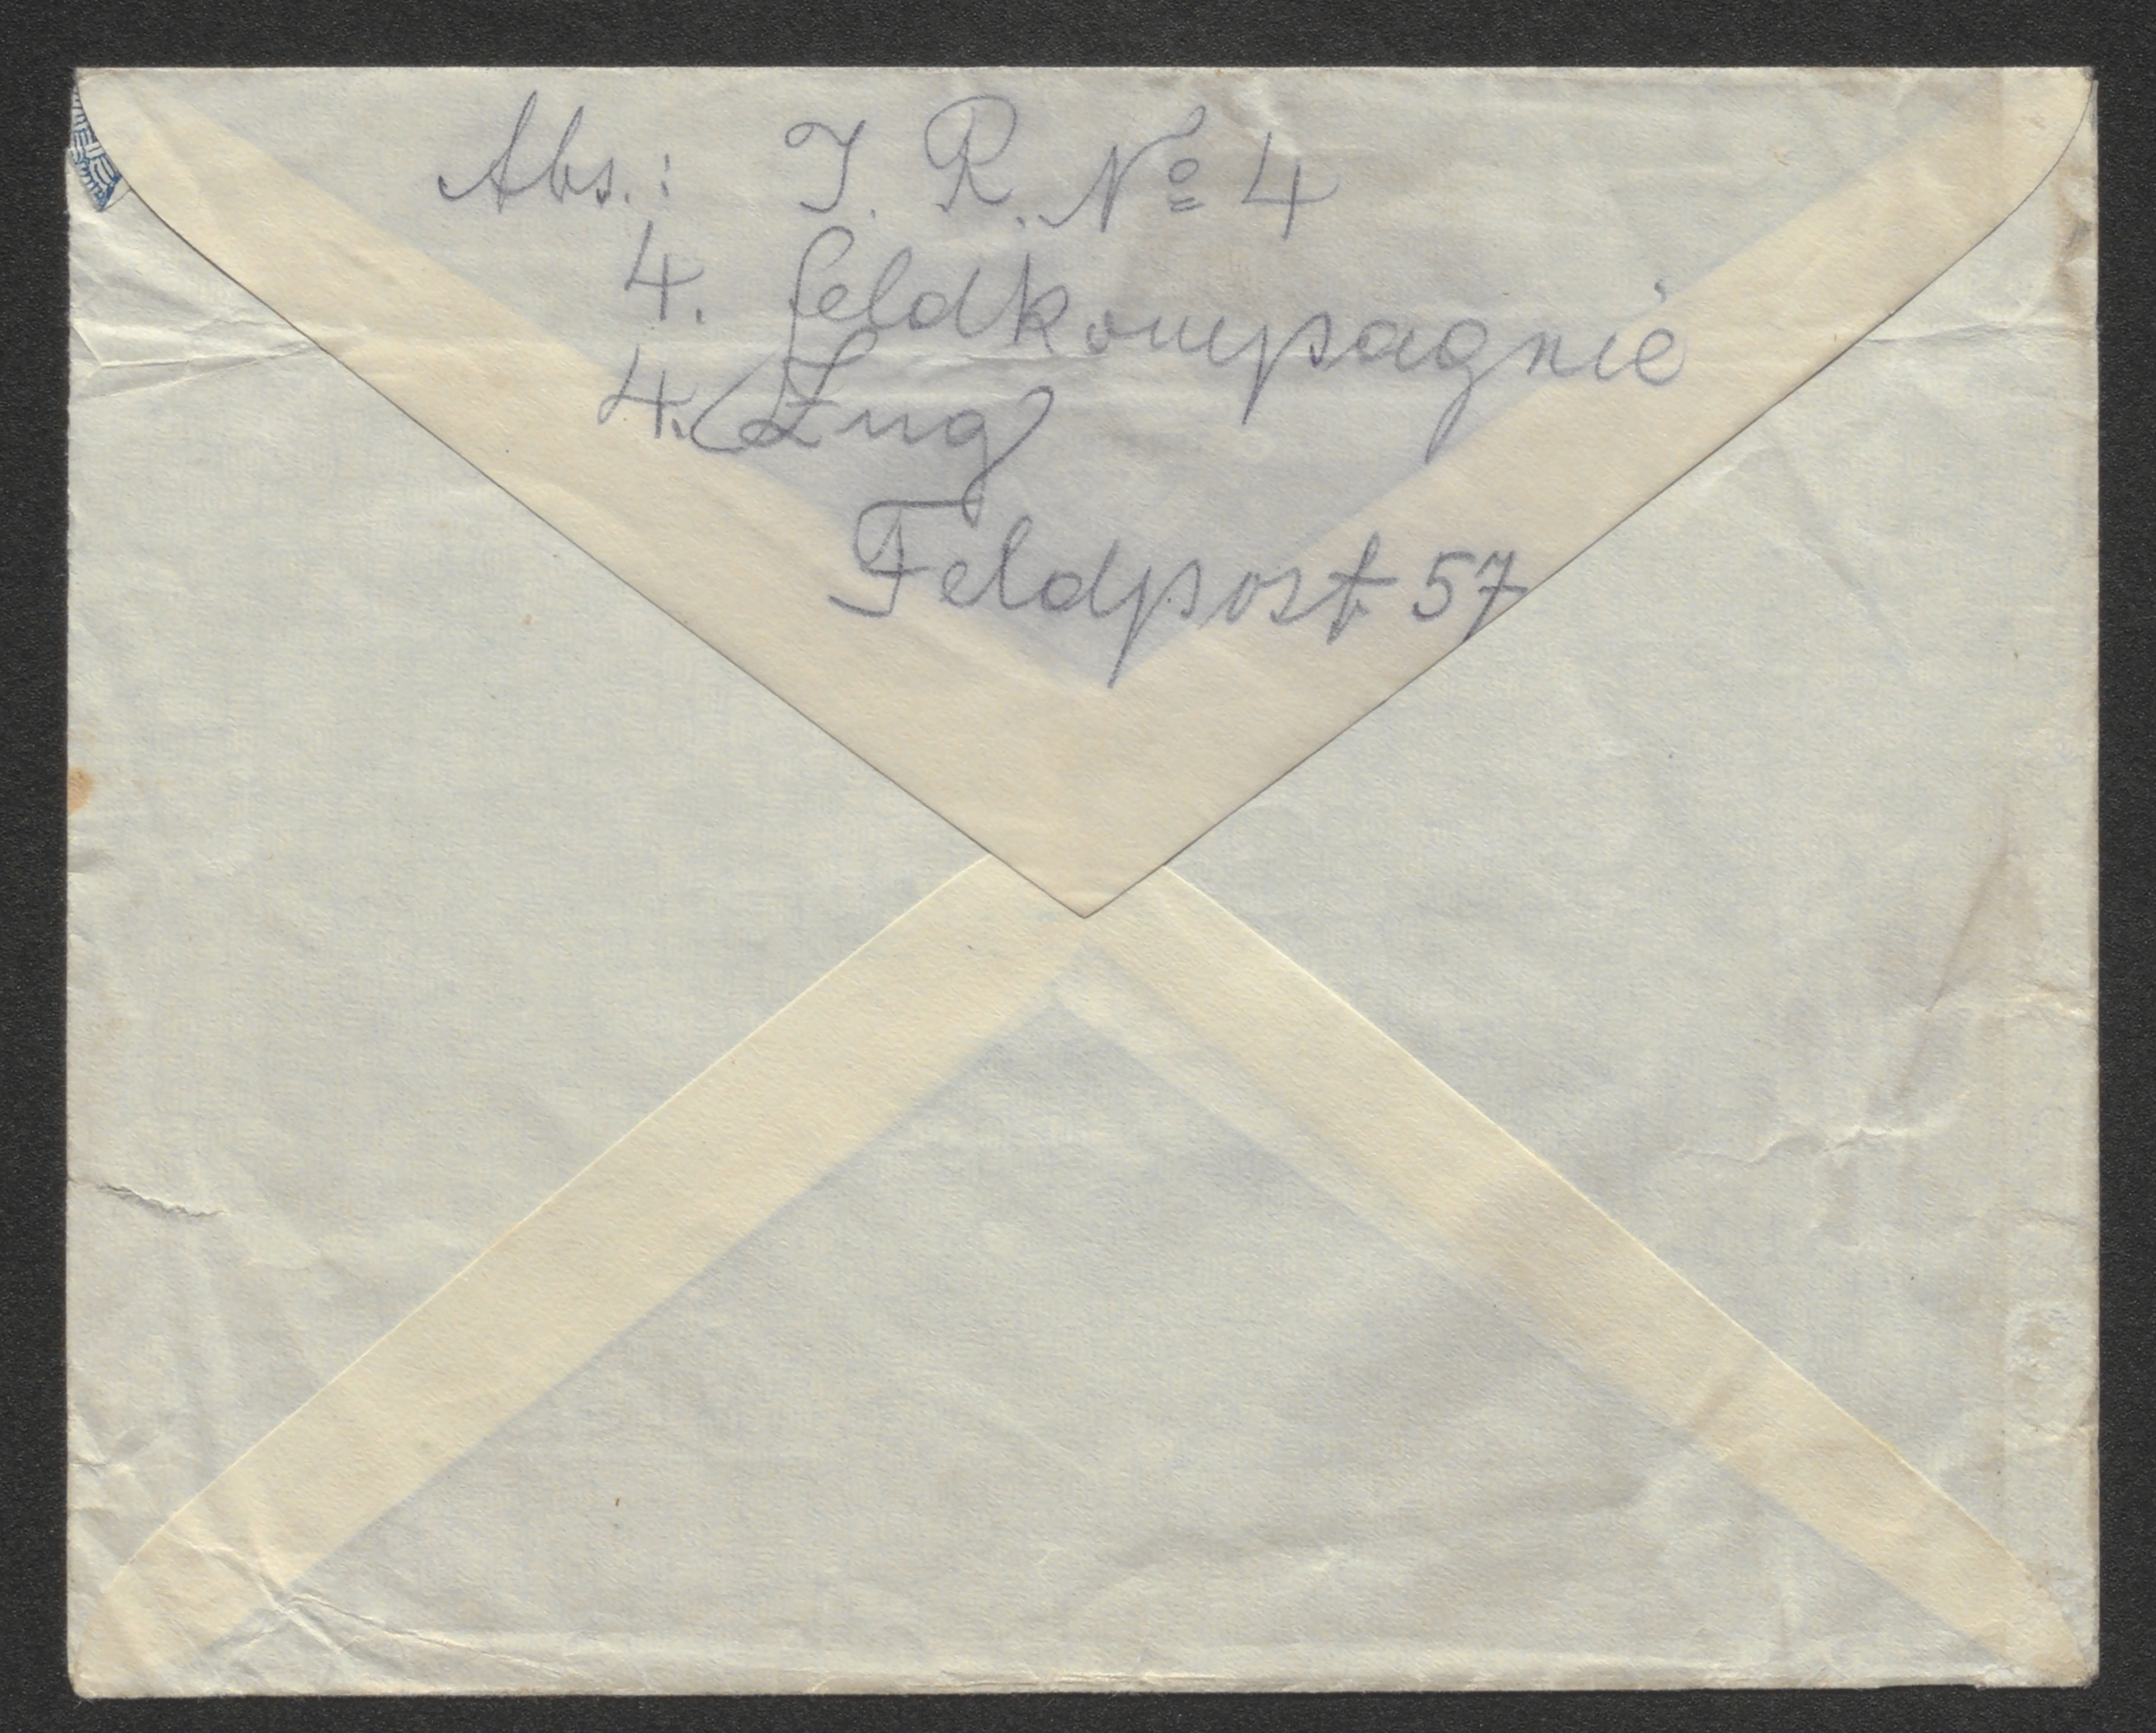 Abs.: I. R. Nº 4
4. Feldkompagnie
4. Zug
Feldpost 57